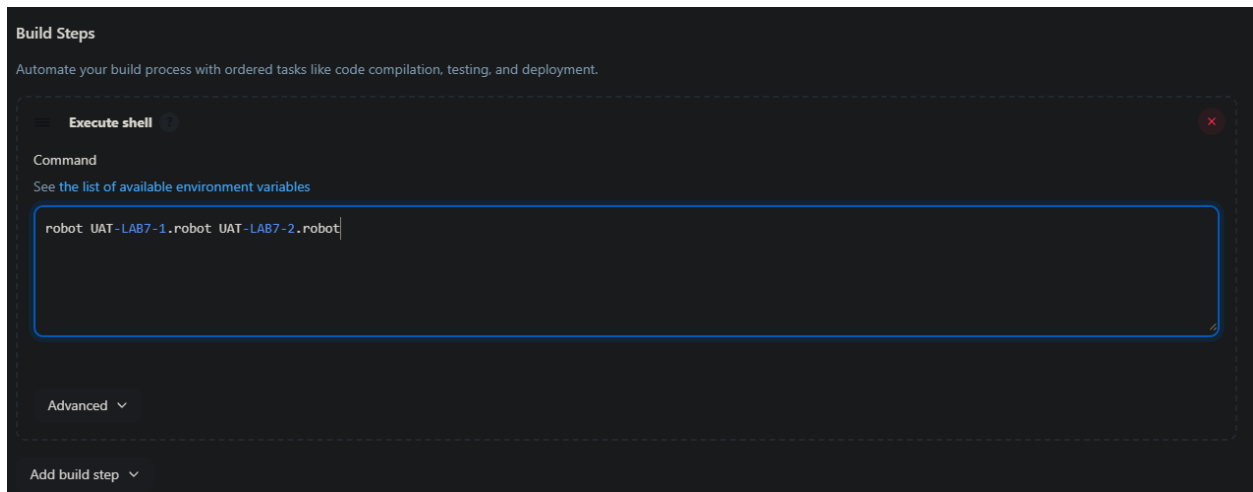 Build Steps
Automate your build process with ordered tasks like code compilation, testing, and deployment.
Execute shell ?
Command
See the list of available environment variables
robot UAT-LAB7-1.robot UAT-LAB7-2.robot
Advanced
Add build step